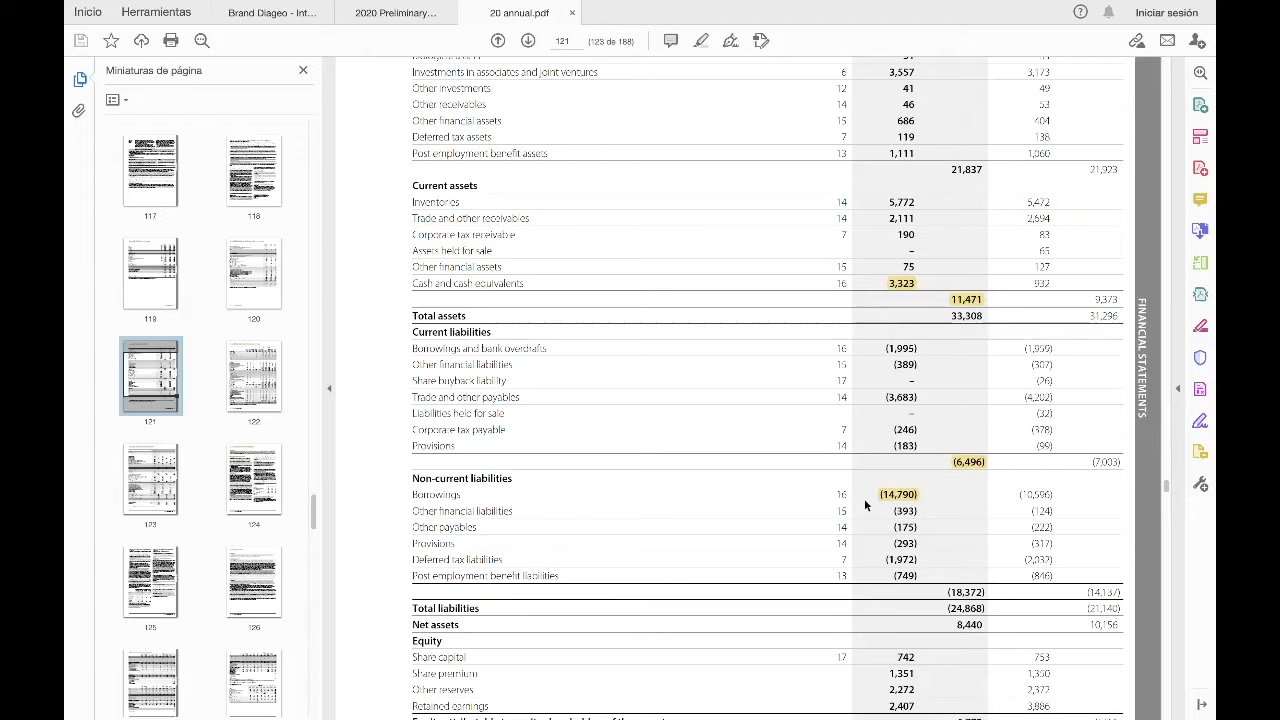 Inicio Herramientas Brand Diageo - Int... 2020 Preliminary... 20 annual.pdf × Iniciar sesión
121 (123 de 188)
Miniaturas de página
117 118
119 120
121 122
123 124
125 126
Investments in associates and joint ventures 6 3,557 3,173
Other investments 12 41 49
Other receivables 14 46 53
Other financial assets 15 686 404
Deferred tax assets 7 119 138
Post employment benefit assets 13 1,111 1,060
21,837 21,923
Current assets
Inventories 14 5,772 5,472
Trade and other receivables 14 2,111 2,694
Corporate tax receivable 7 190 83
Assets held for sale – 65
Other financial assets 15 75 127
Cash and cash equivalents 16 3,323 932
11,471 9,373
Total assets 33,308 31,296
Current liabilities
Borrowings and bank overdrafts 16 (1,995) (1,959)
Other financial liabilities 15 (389) (307)
Share buyback liability 17 – (26)
Trade and other payables 14 (3,683) (4,202)
Liabilities held for sale – (32)
Corporate tax payable 7 (246) (378)
Provisions 14 (183) (99)
(6,496) (7,003)
Non-current liabilities
Borrowings 16 (14,790) (10,596)
Other financial liabilities 15 (393) (124)
Other payables 14 (175) (222)
Provisions 14 (293) (317)
Deferred tax liabilities 7 (1,972) (2,032)
Post employment benefit liabilities 13 (749) (846)
(18,372) (14,137)
Total liabilities (24,868) (21,140)
Net assets 8,440 10,156
Equity
Share capital 17 742 753
Share premium 1,351 1,350
Other reserves 2,272
Retained earnings 2,407 3,886
FINANCIAL STATEMENTS